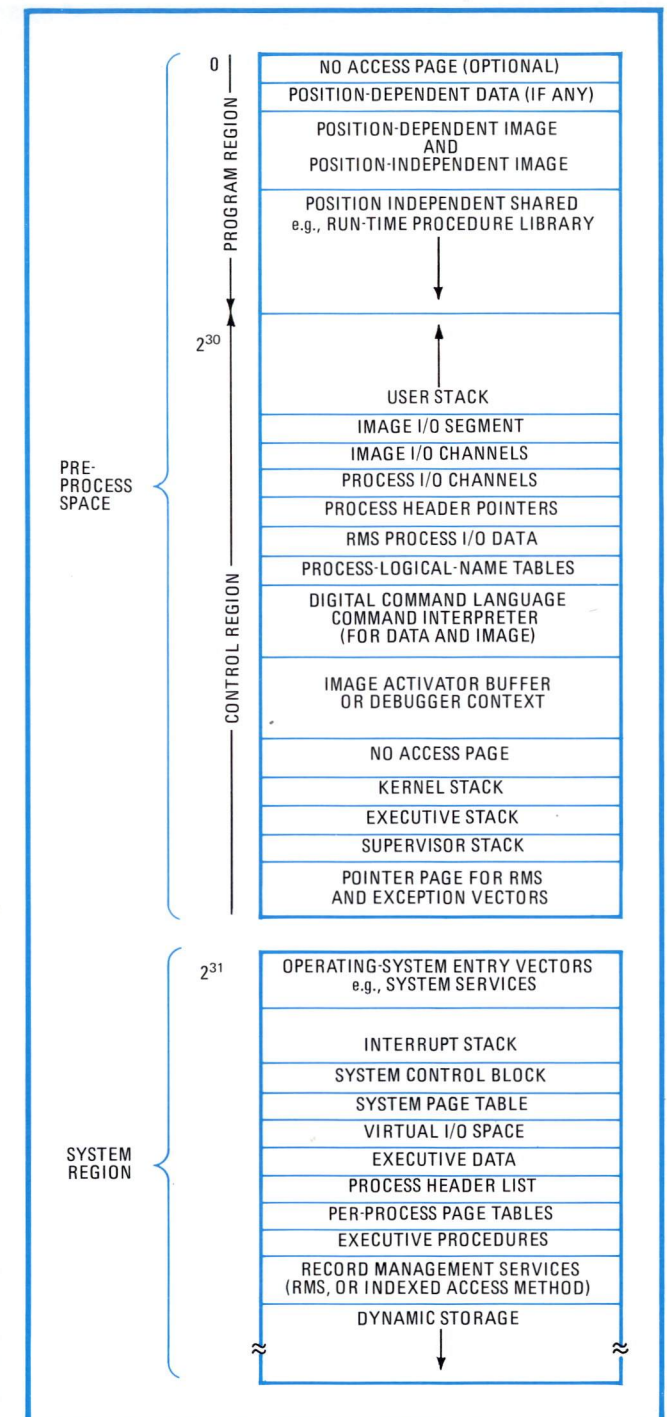 0
NO ACCESS PAGE (OPTIONAL)
POSITION-DEPENDENT DATA (IF ANY)
POSITION-DEPENDENT IMAGE
AND
POSITION-INDEPENDENT IMAGE
POSITION INDEPENDENT SHARED
e.g., RUN-TIME PROCEDURE LIBRARY
PROGRAM REGION
2³⁰
USER STACK
IMAGE I/O SEGMENT
IMAGE I/O CHANNELS
PROCESS I/O CHANNELS
PROCESS HEADER POINTERS
RMS PROCESS I/O DATA
PROCESS-LOGICAL-NAME TABLES
DIGITAL COMMAND LANGUAGE
COMMAND INTERPRETER
(FOR DATA AND IMAGE)
IMAGE ACTIVATOR BUFFER
OR DEBUGGER CONTEXT
NO ACCESS PAGE
KERNEL STACK
EXECUTIVE STACK
SUPERVISOR STACK
POINTER PAGE FOR RMS
AND EXCEPTION VECTORS
CONTROL REGION
PRE-
PROCESS
SPACE
2³¹
OPERATING-SYSTEM ENTRY VECTORS
e.g., SYSTEM SERVICES
INTERRUPT STACK
SYSTEM CONTROL BLOCK
SYSTEM PAGE TABLE
VIRTUAL I/O SPACE
EXECUTIVE DATA
PROCESS HEADER LIST
PER-PROCESS PAGE TABLES
EXECUTIVE PROCEDURES
RECORD MANAGEMENT SERVICES
(RMS, OR INDEXED ACCESS METHOD)
DYNAMIC STORAGE
SYSTEM
REGION